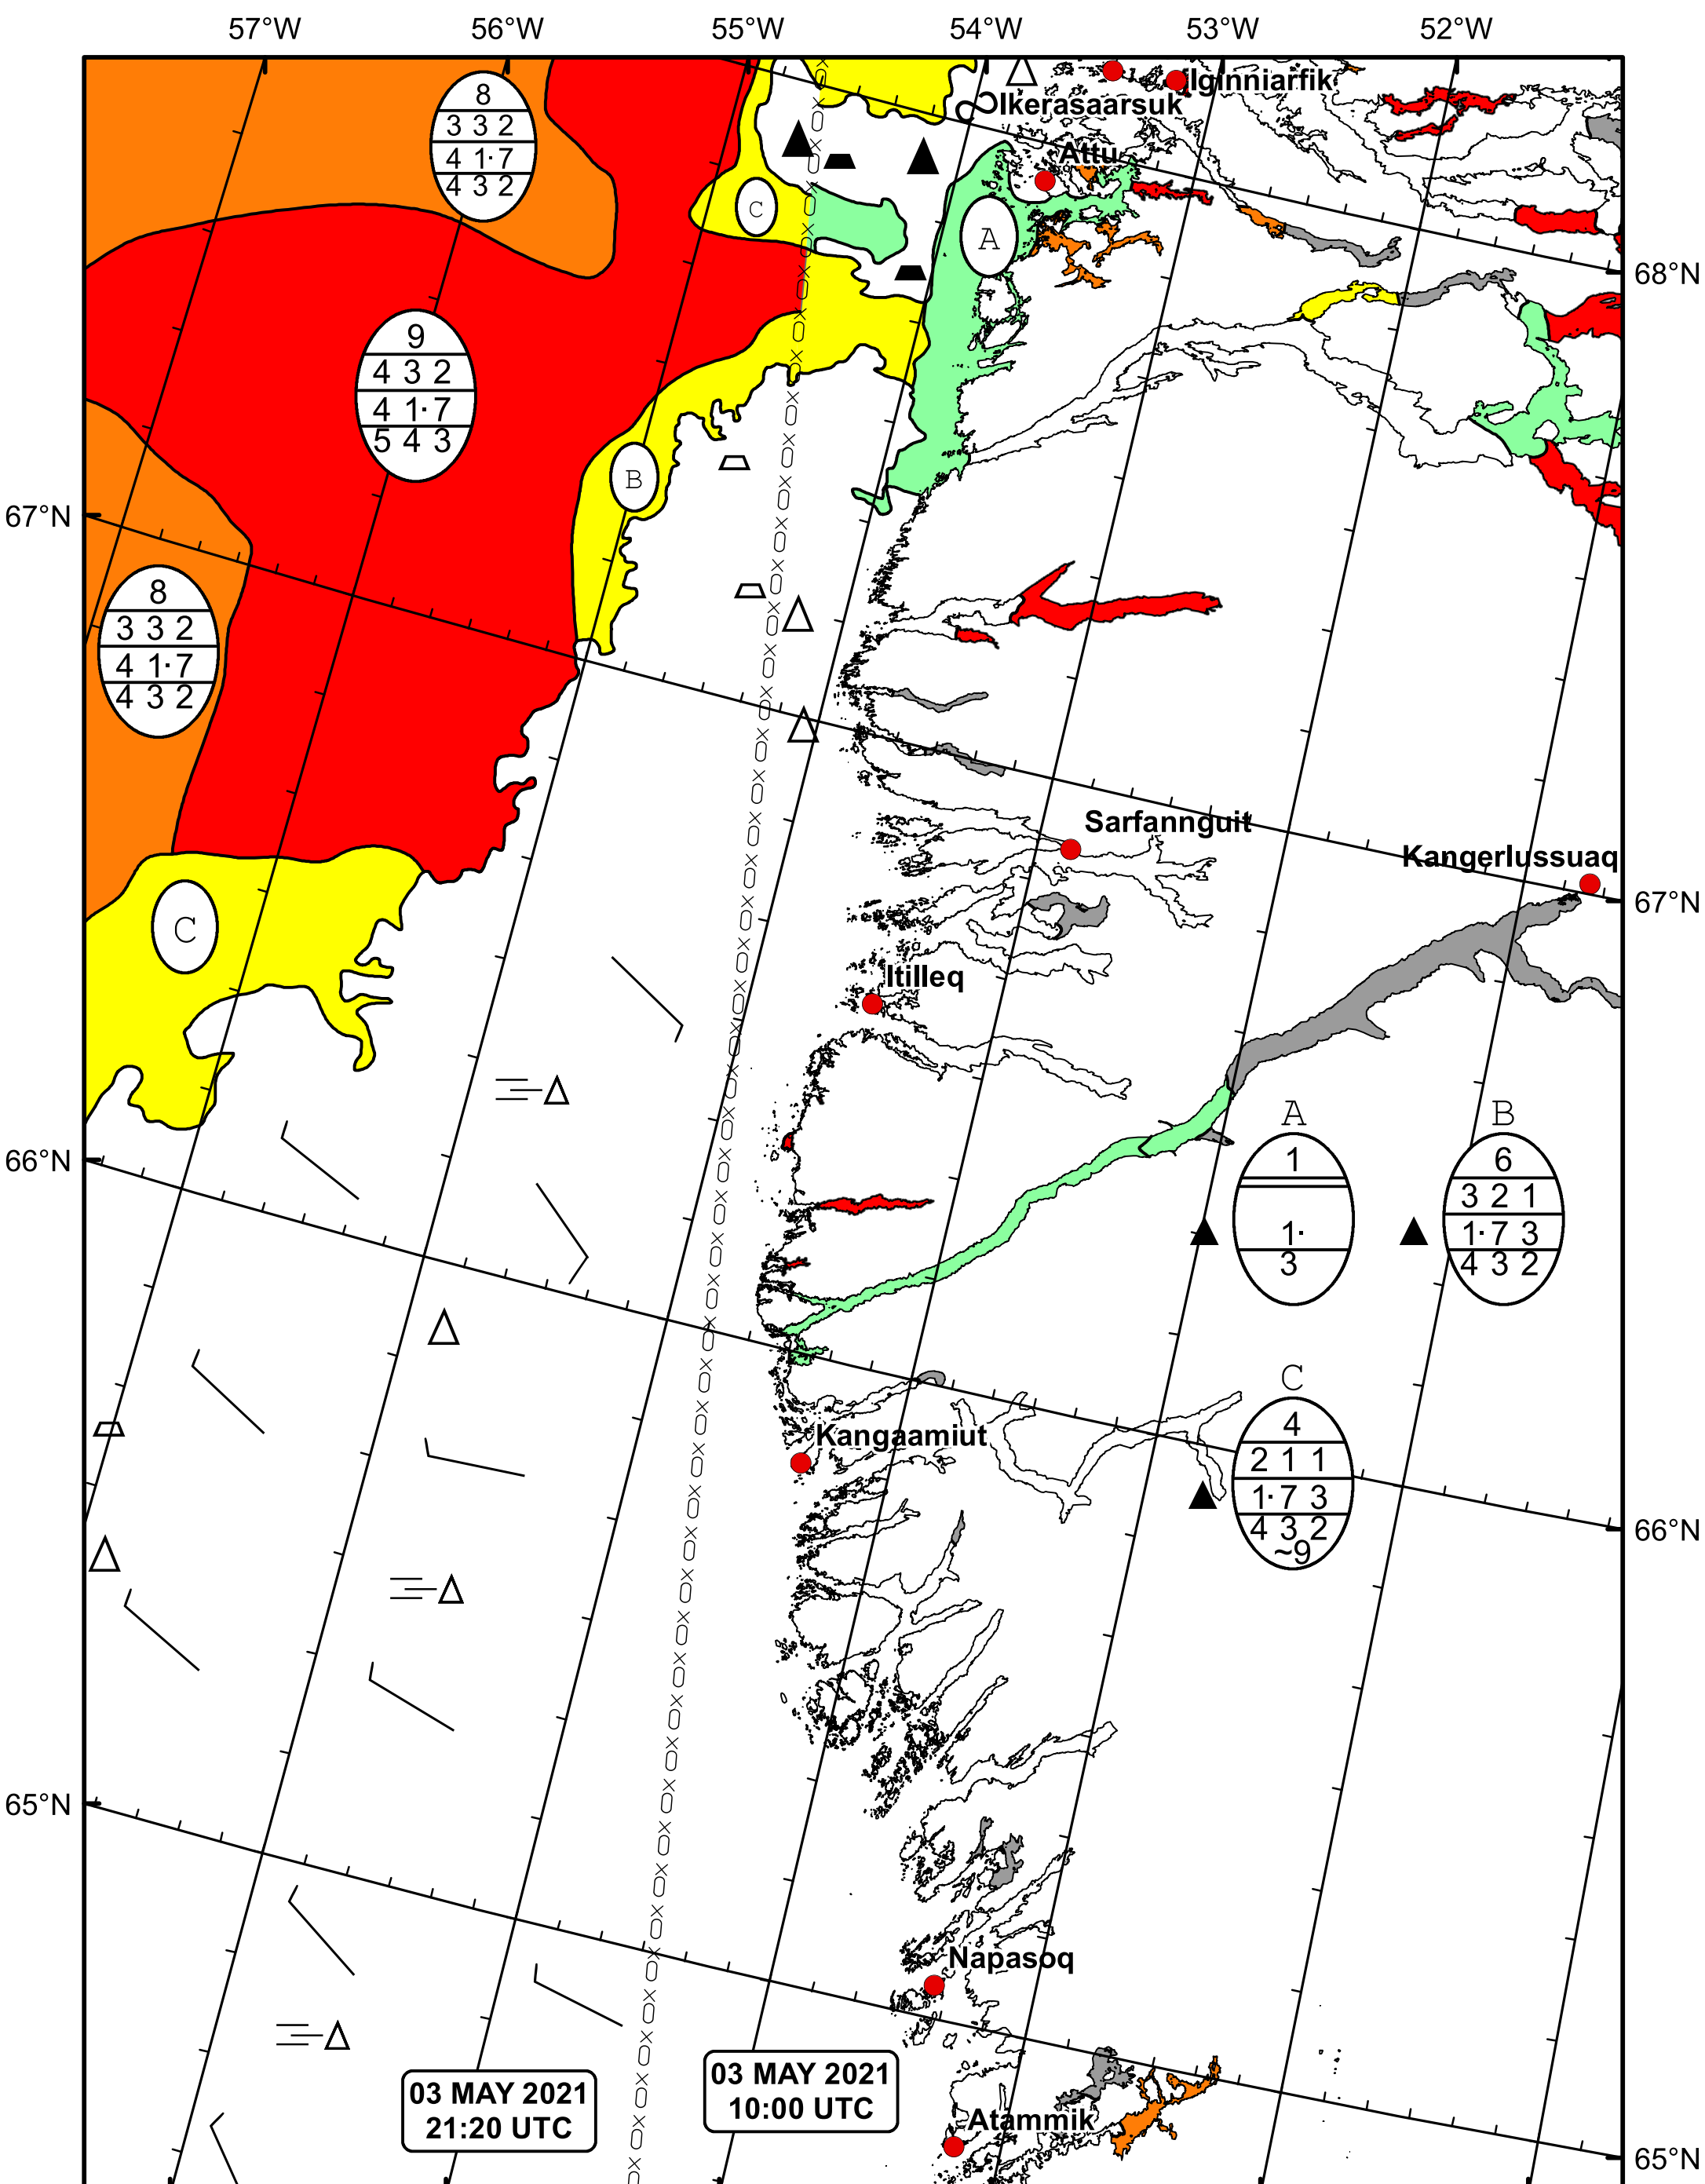 57°W 56°W 55°W 54°W 53°W 52°W
Ilginniarfik
Ikerasaarsuk
8
3 3 2
4 1· 7
4 3 2
Attu
C
A
68°N
9
4 3 2
4 1· 7
5 4 3
B
67°N
8
3 3 2
4 1· 7
4 3 2
Sarfannguit
Kangerlussuaq
67°N
C
Itilleq
66°N
A
1
1·
3
B
6
3 2 1
1· 7 3
4 3 2
C
4
2 1 1
1· 7 3
4 3 2
~9
Kangaamiut
66°N
65°N
Napasoq
03 MAY 2021
10:00 UTC
03 MAY 2021
21:20 UTC
Atammik
65°N